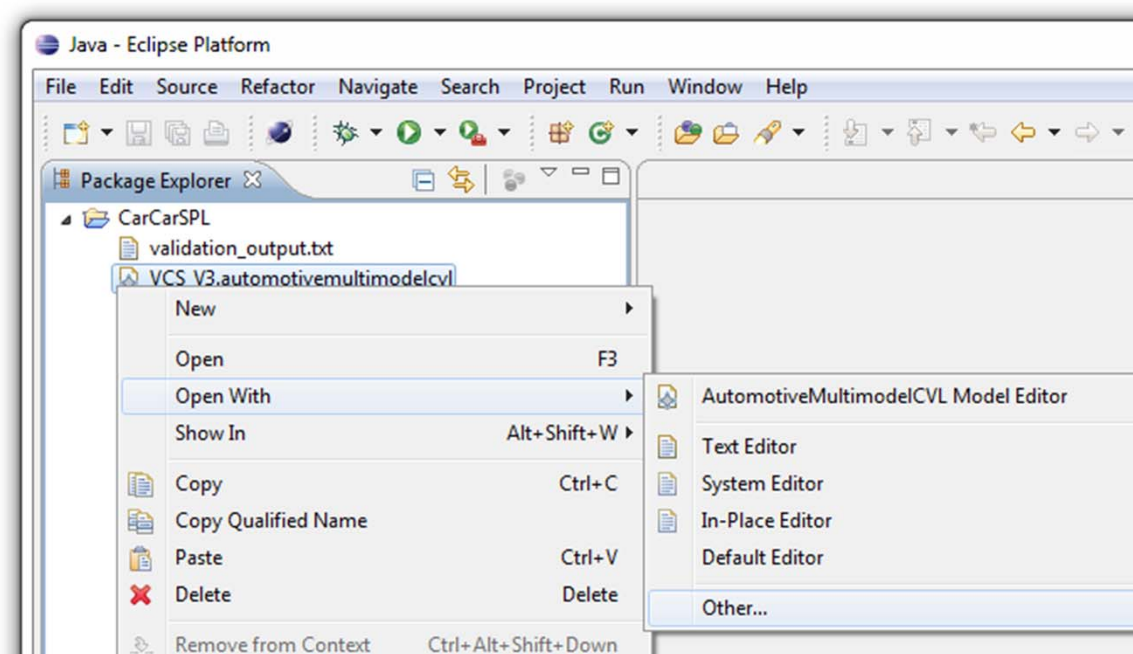 Java - Eclipse Platform
File Edit Source Refactor Navigate Search Project Run Window Help
Package Explorer
CarCarSPL
validation_output.txt
VCS_V3.automotivemultimodelcvl
New
Open F3
Open With
Show In Alt+Shift+W
Copy Ctrl+C
Copy Qualified Name
Paste Ctrl+V
Delete Delete
Remove from Context Ctrl+Alt+Shift+Down
AutomotiveMultimodelCVL Model Editor
Text Editor
System Editor
In-Place Editor
Default Editor
Other...